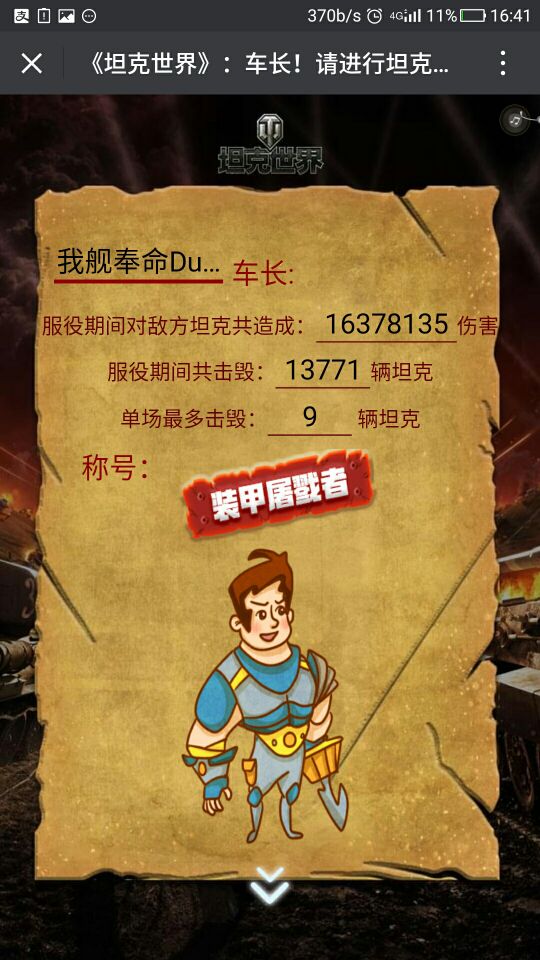 370b/s 4G 11% 16:41
《坦克世界》：车长！请进行坦克...
坦克世界
我舰奉命Du... 车长:
服役期间对敌方坦克共造成： 16378135 伤害
服役期间共击毁： 13771 辆坦克
单场最多击毁： 9 辆坦克
称号：
装甲屠戮者